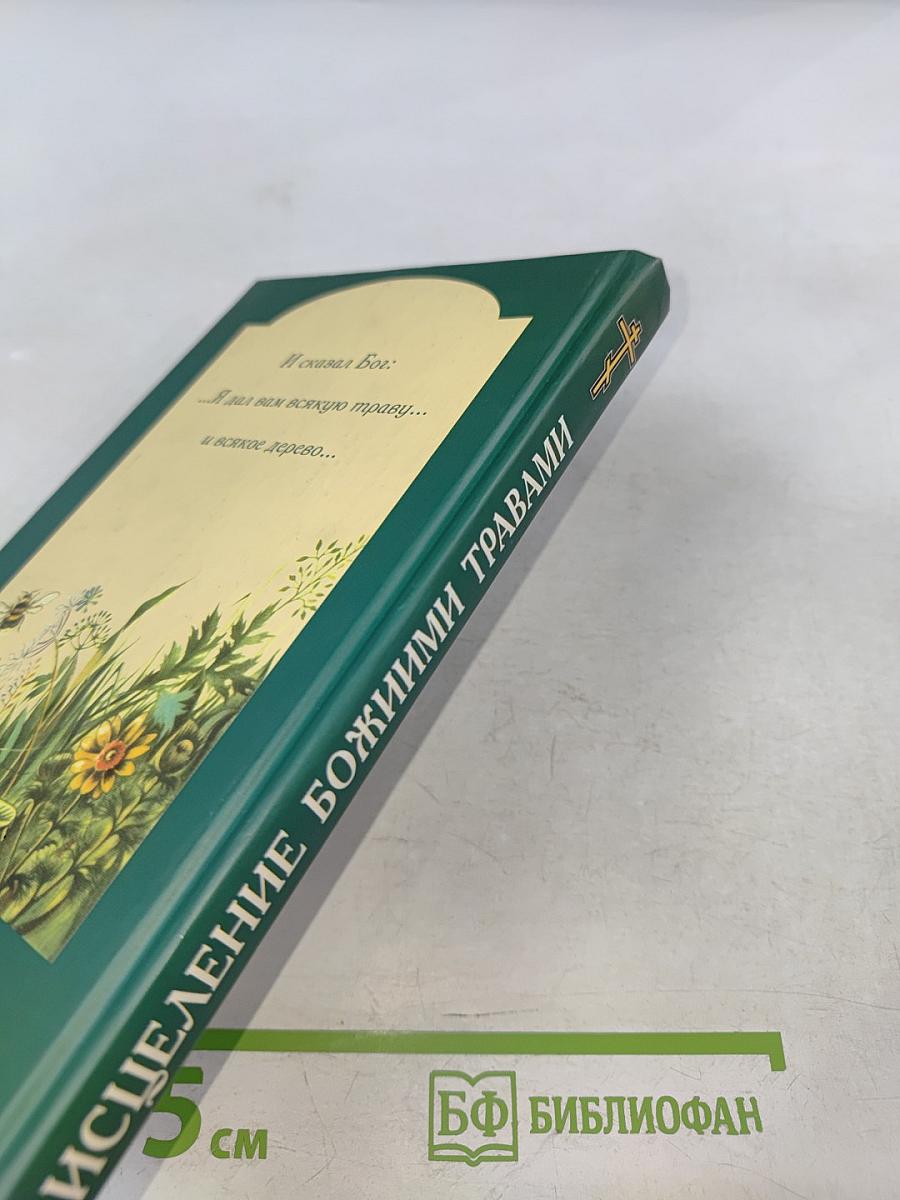 И сказал Бог:
...Я дал вам всякую траву...
и всякое дерево...
ИСЦЕЛЕНИЕ БОЖИИМИ ТРАВАМИ
5 см
БФ БИБЛИОФАН